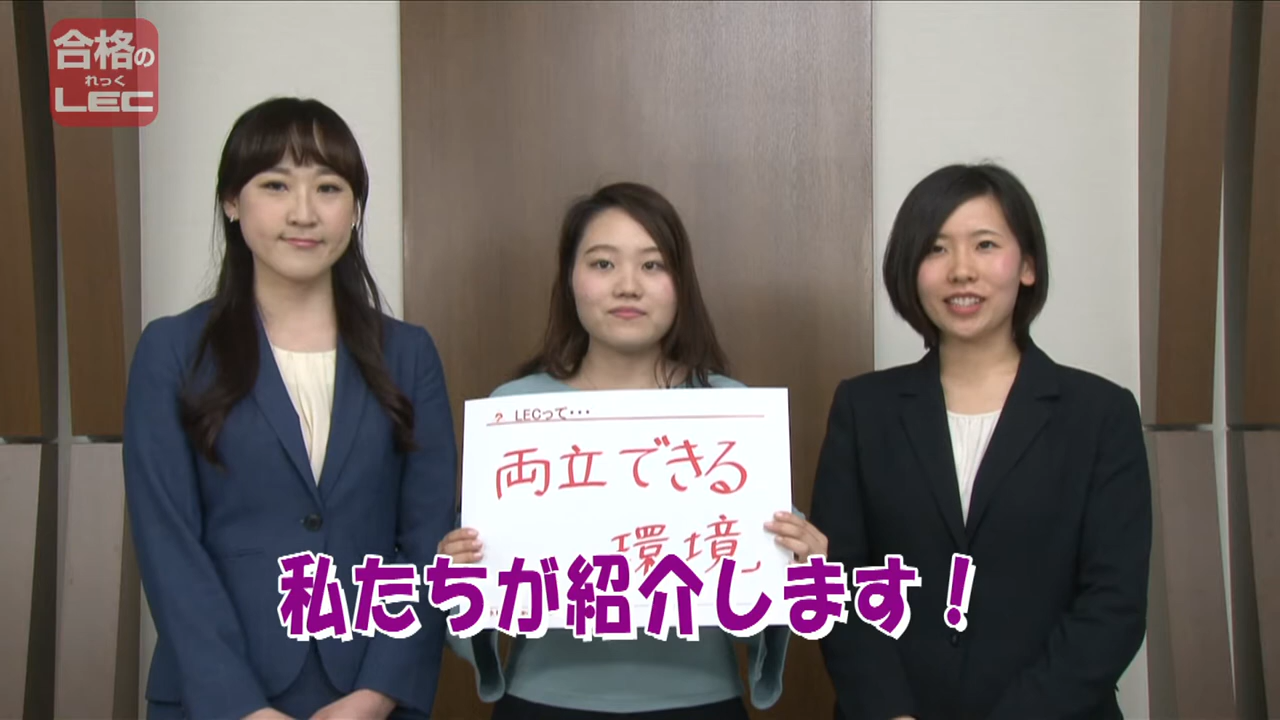 合格の
れっく
LEC
? LECって・・・
両立できる
環境
私たちが紹介します！